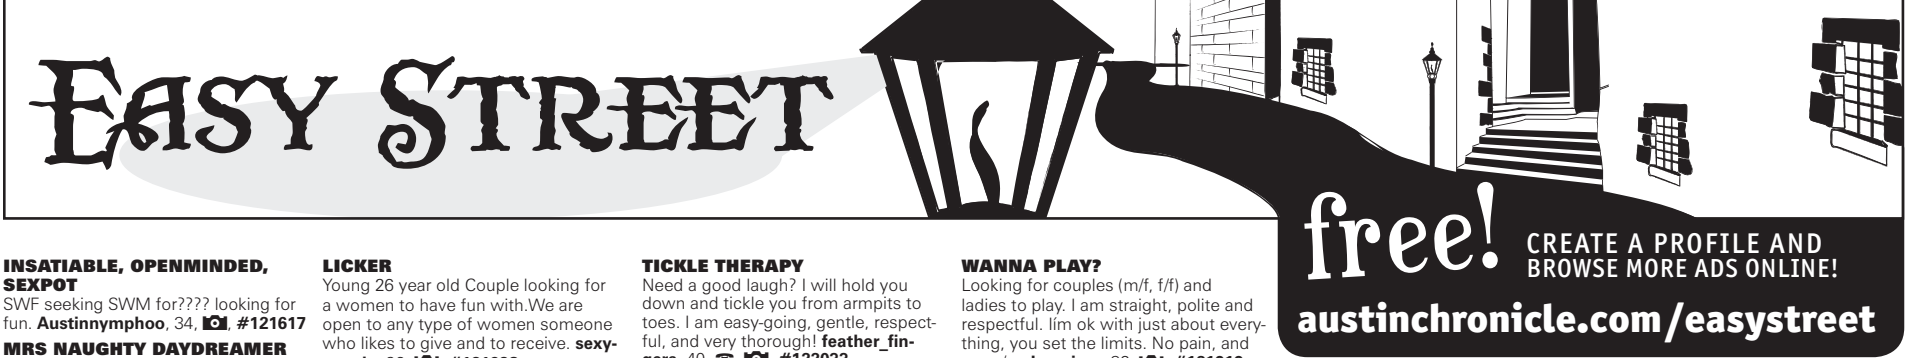 EASY STREET
free!
CREATE A PROFILE AND
BROWSE MORE ADS ONLINE!
austinchronicle.com/easystreet
INSATIABLE, OPENMINDED,
SEXPOT
SWF seeking SWM for???? looking for
fun. Austinnymphoo, 34, , #121617
MRS NAUGHTY DAYDREAMER
LICKER
Young 26 year old Couple looking for
a women to have fun with.We are
open to any type of women someone
who likes to give and to receive. sexy-
TICKLE THERAPY
Need a good laugh? I will hold you
down and tickle you from armpits to
toes. I am easy-going, gentle, respect-
ful, and very thorough! feather_fin-
WANNA PLAY?
Looking for couples (m/f, f/f) and
ladies to play. I am straight, polite and
respectful. Iím ok with just about every-
thing, you set the limits. No pain, and